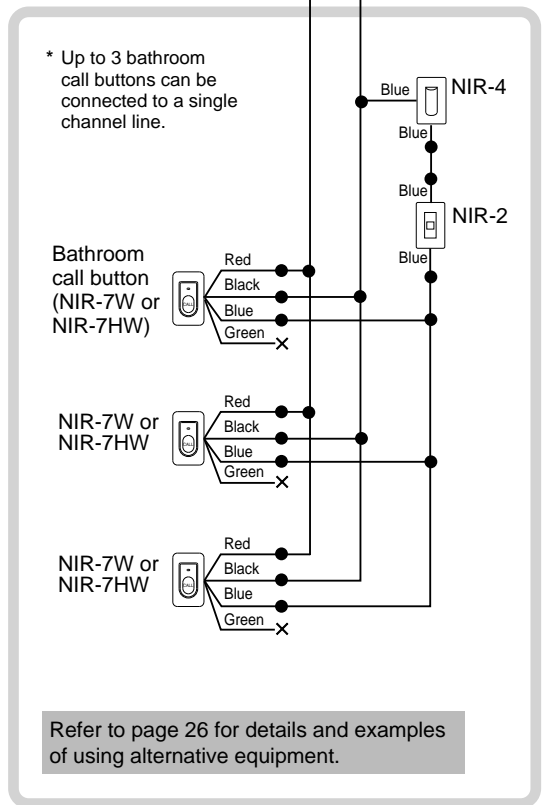 * Up to 3 bathroom
call buttons can be
connected to a single
channel line.
Blue
NIR-4
Blue
Blue
NIR-2
Blue
Bathroom
call button
(NIR-7W or
NIR-7HW)
CALL
Red
Black
Blue
Green
NIR-7W or
NIR-7HW
CALL
Red
Black
Blue
Green
NIR-7W or
NIR-7HW
CALL
Red
Black
Blue
Green
Refer to page 26 for details and examples
of using alternative equipment.